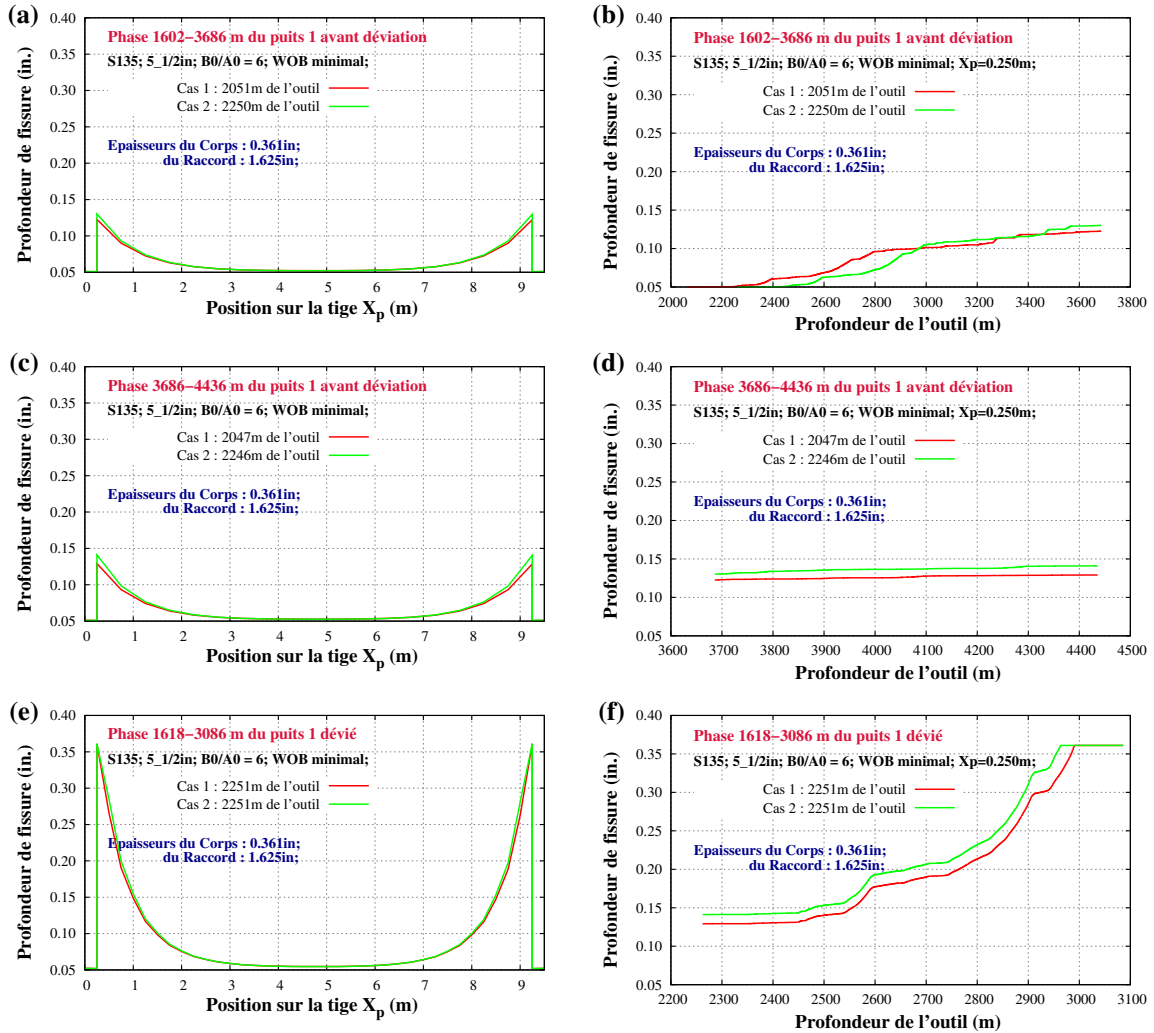 (a)
0.40
0.35
0.30
0.25
0.20
0.15
0.10
0.05
0 1 2 3 4 5 6 7 8 9
Profondeur de fissure (in.)
Position sur la tige Xp (m)
Phase 1602−3686 m du puits 1 avant déviation
S135; 5_1/2in; B0/A0 = 6; WOB minimal;
Cas 1 : 2051m de l’outil
Cas 2 : 2250m de l’outil
Epaisseurs du Corps : 0.361in;
du Raccord : 1.625in;
(b)
0.40
0.35
0.30
0.25
0.20
0.15
0.10
0.05
2000 2200 2400 2600 2800 3000 3200 3400 3600 3800
Profondeur de fissure (in.)
Profondeur de l’outil (m)
Phase 1602−3686 m du puits 1 avant déviation
S135; 5_1/2in; B0/A0 = 6; WOB minimal; Xp=0.250m;
Cas 1 : 2051m de l’outil
Cas 2 : 2250m de l’outil
Epaisseurs du Corps : 0.361in;
du Raccord : 1.625in;
(c)
0.40
0.35
0.30
0.25
0.20
0.15
0.10
0.05
0 1 2 3 4 5 6 7 8 9
Profondeur de fissure (in.)
Position sur la tige Xp (m)
Phase 3686−4436 m du puits 1 avant déviation
S135; 5_1/2in; B0/A0 = 6; WOB minimal;
Cas 1 : 2047m de l’outil
Cas 2 : 2246m de l’outil
Epaisseurs du Corps : 0.361in;
du Raccord : 1.625in;
(d)
0.40
0.35
0.30
0.25
0.20
0.15
0.10
0.05
3600 3700 3800 3900 4000 4100 4200 4300 4400 4500
Profondeur de fissure (in.)
Profondeur de l’outil (m)
Phase 3686−4436 m du puits 1 avant déviation
S135; 5_1/2in; B0/A0 = 6; WOB minimal; Xp=0.250m;
Cas 1 : 2047m de l’outil
Cas 2 : 2246m de l’outil
Epaisseurs du Corps : 0.361in;
du Raccord : 1.625in;
(e)
0.40
0.35
0.30
0.25
0.20
0.15
0.10
0.05
0 1 2 3 4 5 6 7 8 9
Profondeur de fissure (in.)
Position sur la tige Xp (m)
Phase 1618−3086 m du puits 1 dévié
S135; 5_1/2in; B0/A0 = 6; WOB minimal;
Cas 1 : 2251m de l’outil
Cas 2 : 2251m de l’outil
Epaisseurs du Corps : 0.361in;
du Raccord : 1.625in;
(f)
0.40
0.35
0.30
0.25
0.20
0.15
0.10
0.05
2200 2300 2400 2500 2600 2700 2800 2900 3000 3100
Profondeur de fissure (in.)
Profondeur de l’outil (m)
Phase 1618−3086 m du puits 1 dévié
S135; 5_1/2in; B0/A0 = 6; WOB minimal; Xp=0.250m;
Cas 1 : 2251m de l’outil
Cas 2 : 2251m de l’outil
Epaisseurs du Corps : 0.361in;
du Raccord : 1.625in;